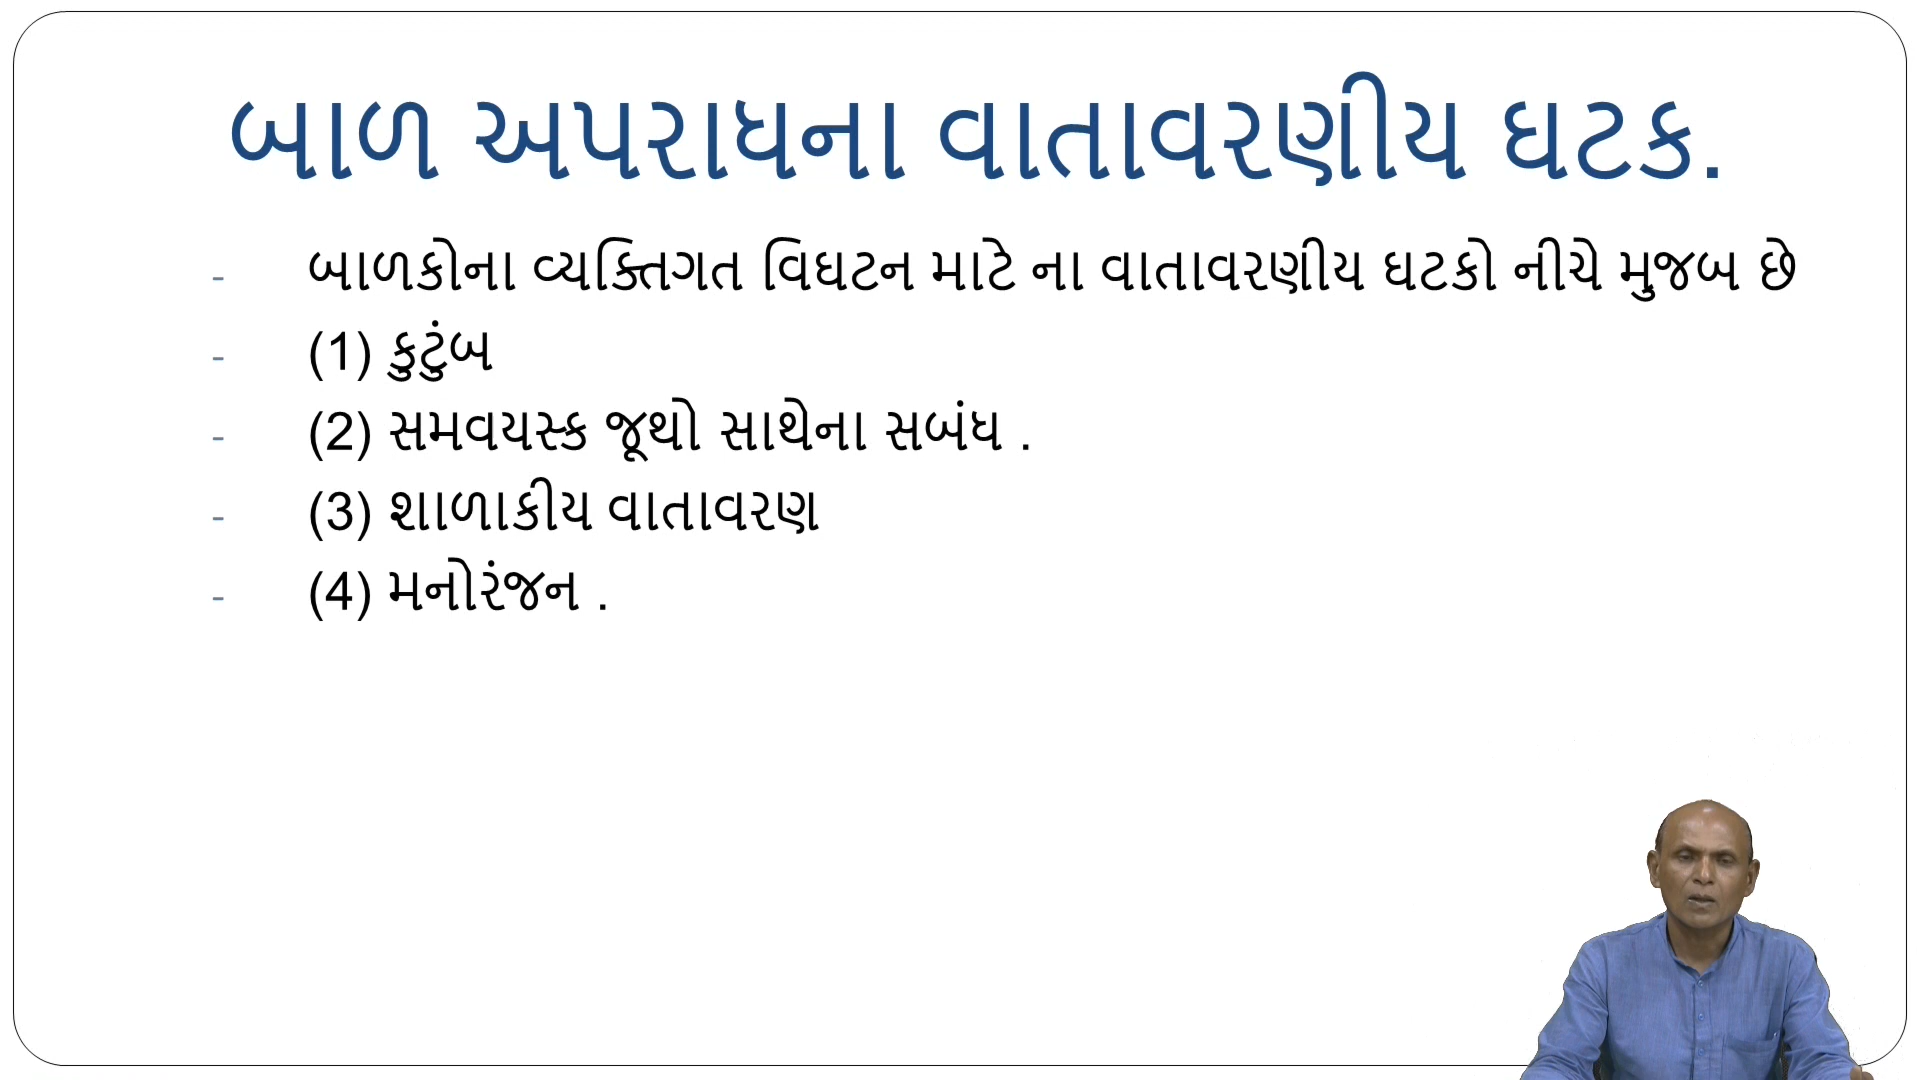 બાળ અપરાધના વાતાવરણીય ઘટક.
- બાળકોના વ્યક્તિગત વિઘટન માટે ના વાતાવરણીય ઘટકો નીચે મુજબ છે
- (1) કુટુંબ
- (2) સમવયસ્ક જૂથો સાથેના સબંધ .
- (3) શાળાકીય વાતાવરણ
- (4) મનોરંજન .